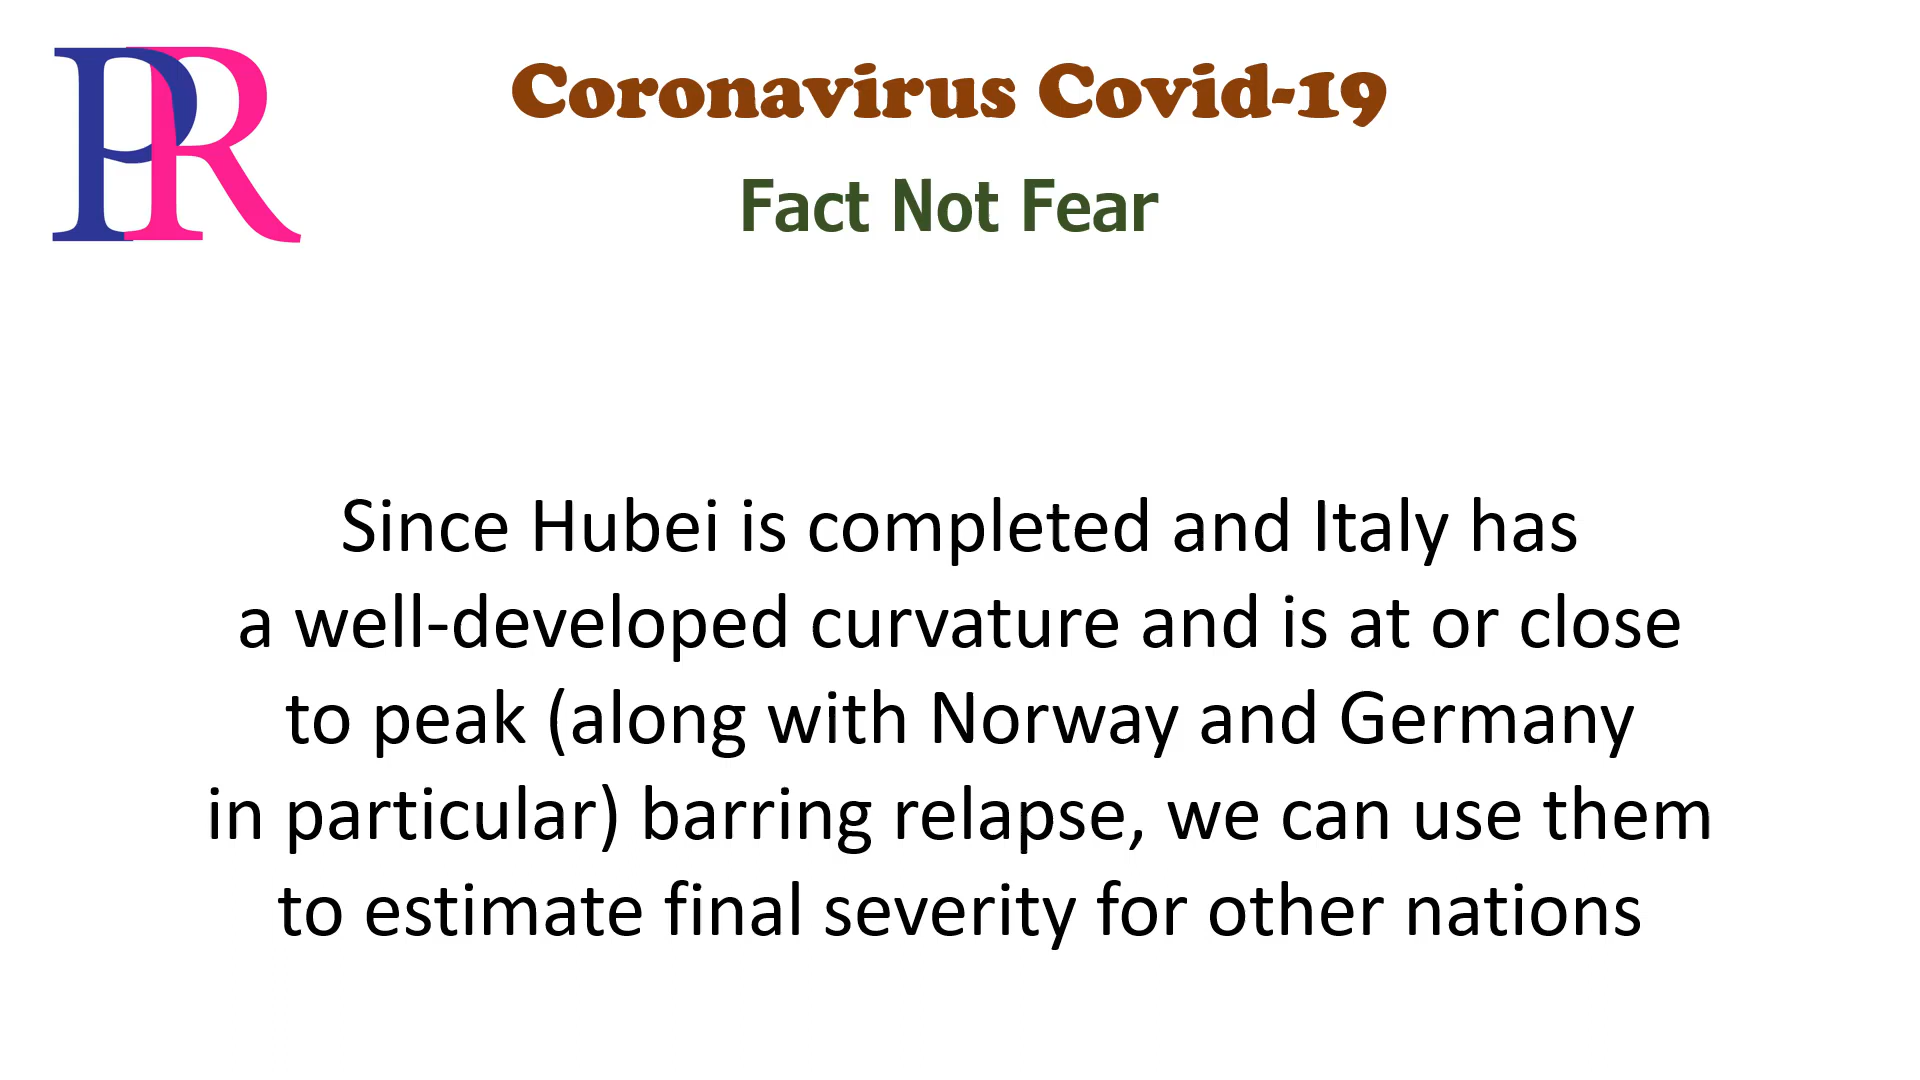 PR
Coronavirus Covid-19
Fact Not Fear
Since Hubei is completed and Italy has
a well-developed curvature and is at or close
to peak (along with Norway and Germany
in particular) barring relapse, we can use them
to estimate final severity for other nations